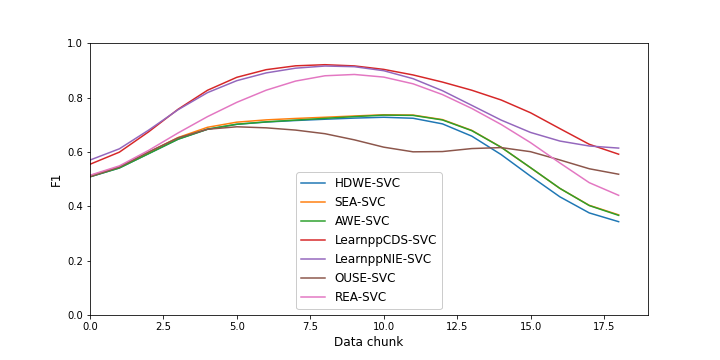 1.0
0.8
0.6
0.4
0.2
0.0
F1
HDWE-SVC
SEA-SVC
AWE-SVC
LearnppCDS-SVC
LearnppNIE-SVC
OUSE-SVC
REA-SVC
0.0 2.5 5.0 7.5 10.0 12.5 15.0 17.5
Data chunk